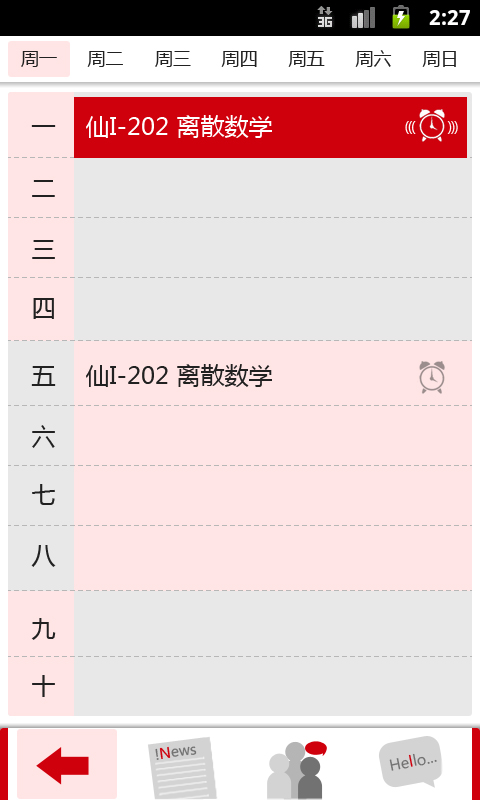 3G 2:27
周一 周二 周三 周四 周五 周六 周日
一 仙I-202 离散数学
二
三
四
五 仙I-202 离散数学
六
七
八
九
十
!News Hello...